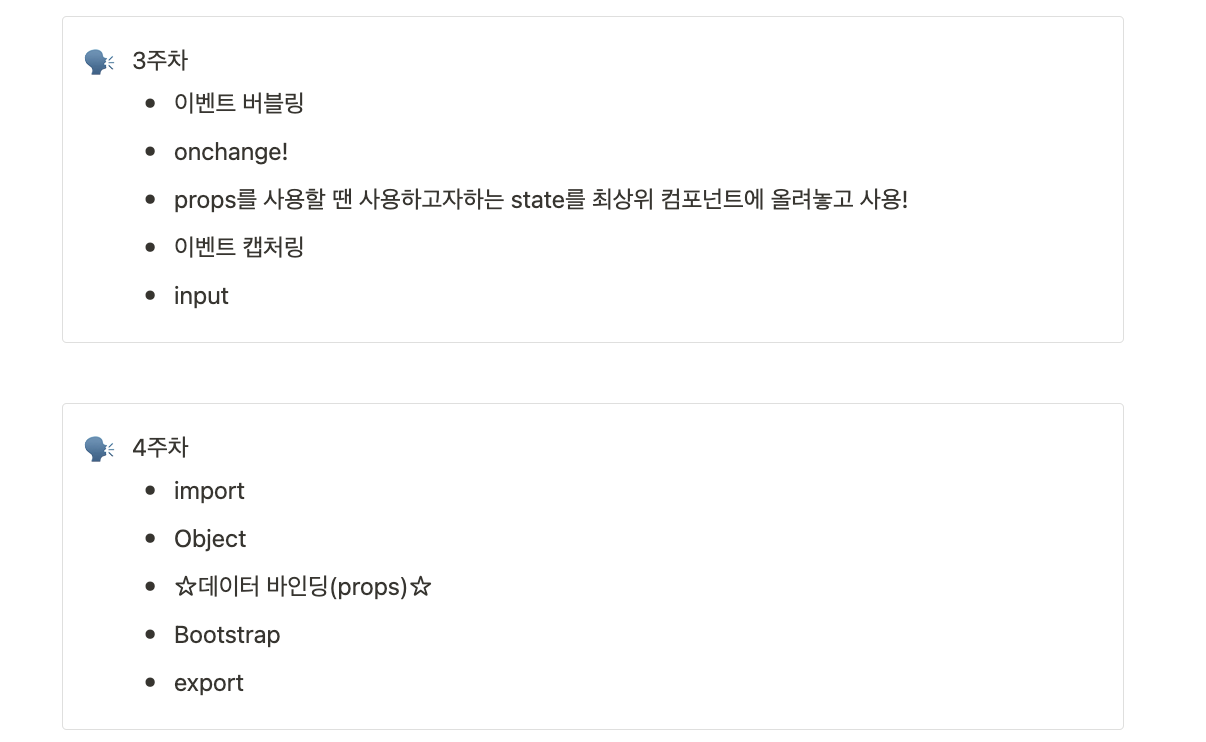 3주차
이벤트 버블링
onchange!
props를 사용할 땐 사용하고자하는 state를 최상위 컴포넌트에 올려놓고 사용!
이벤트 캡처링
input
4주차
import
Object
☆데이터 바인딩(props)☆
Bootstrap
export